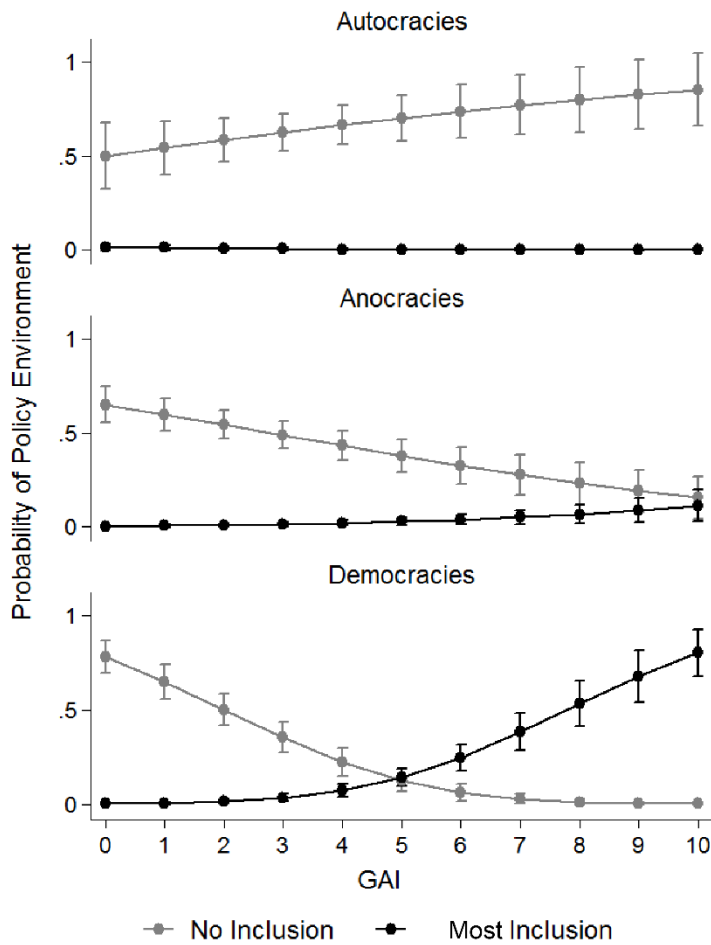 Autocracies
1
.5
0
Anocracies
1
.5
0
Democracies
1
.5
0
Probability of Policy Environment
0 1 2 3 4 5 6 7 8 9 10
GAI
No Inclusion Most Inclusion